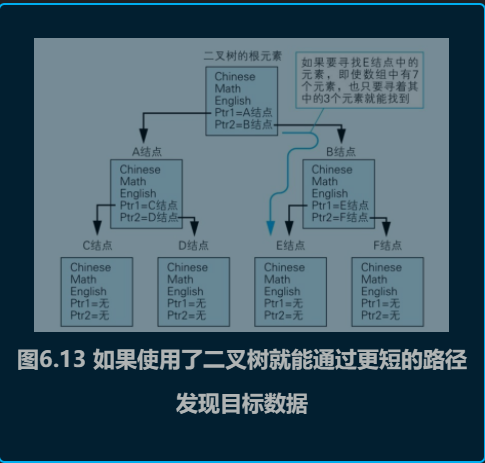 二叉树的根元素
如果要寻找E结点中的
元素，即使数组中有7
个元素，也只要寻着其
中的3个元素就能找到
Chinese
Math
English
Ptr1=A结点
Ptr2=B结点
A结点
B结点
Chinese
Math
English
Ptr1=C结点
Ptr2=D结点
Chinese
Math
English
Ptr1=E结点
Ptr2=F结点
C结点
D结点
E结点
F结点
Chinese
Math
English
Ptr1=无
Ptr2=无
Chinese
Math
English
Ptr1=无
Ptr2=无
Chinese
Math
English
Ptr1=无
Ptr2=无
Chinese
Math
English
Ptr1=无
Ptr2=无
图6.13 如果使用了二叉树就能通过更短的路径
发现目标数据